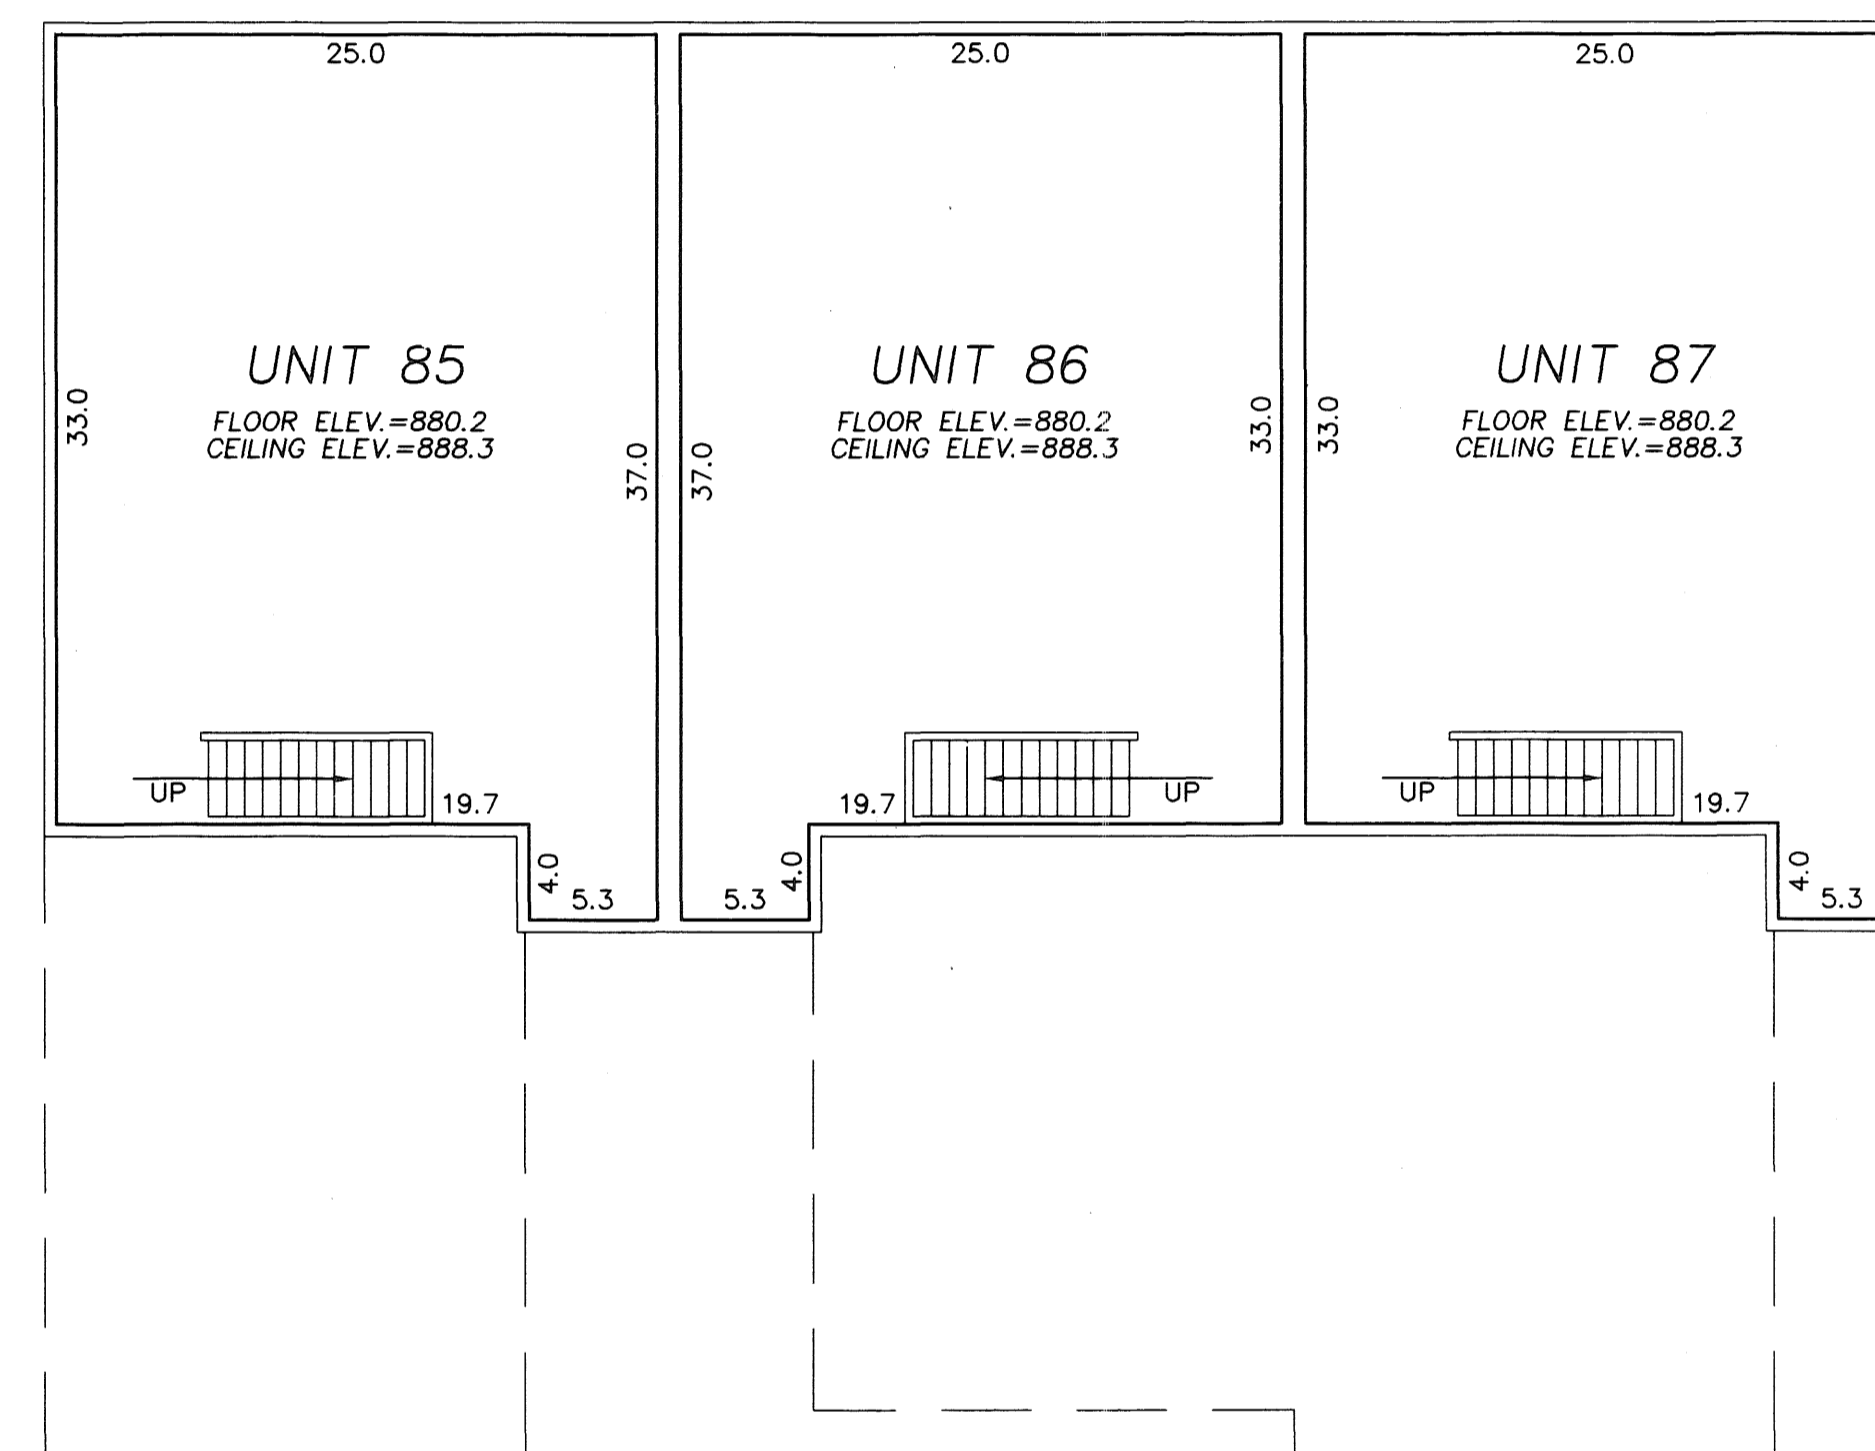 25.0
25.0
25.0
UNIT 85
FLOOR ELEV.=880.2
CEILING ELEV.=888.3
33.0
37.0
UNIT 86
FLOOR ELEV.=880.2
CEILING ELEV.=888.3
37.0
33.0
UNIT 87
FLOOR ELEV.=880.2
CEILING ELEV.=888.3
33.0
UP
19.7
19.7
UP
UP
19.7
4.0
5.3
5.3
4.0
4.0
5.3